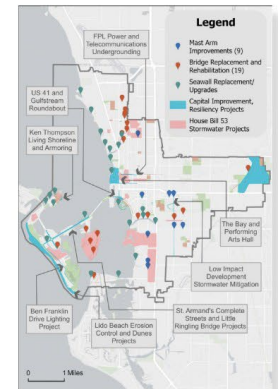 FPL Power and
Telecommunications
Undergrounding
US 41 and
Gulfstream
Roundabout
Ken Thompson
Living Shoreline
and Armoring
Legend
Mast Arm
Improvements (9)
Bridge Replacement and
Rehabilitation (19)
Seawall Replacement/
Upgrades
Capital Improvement,
Resiliency Projects
House Bill 53
Stormwater Projects
The Bay and
Performing
Arts Hall
Low Impact
Development
Stormwater Mitigation
St. Armand's Complete
Streets and Little
Ringling Bridge Projects
Ben Franklin
Drive Lighting
Project
Lido Beach Erosion
Control and Dunes
Projects
0 1 Miles